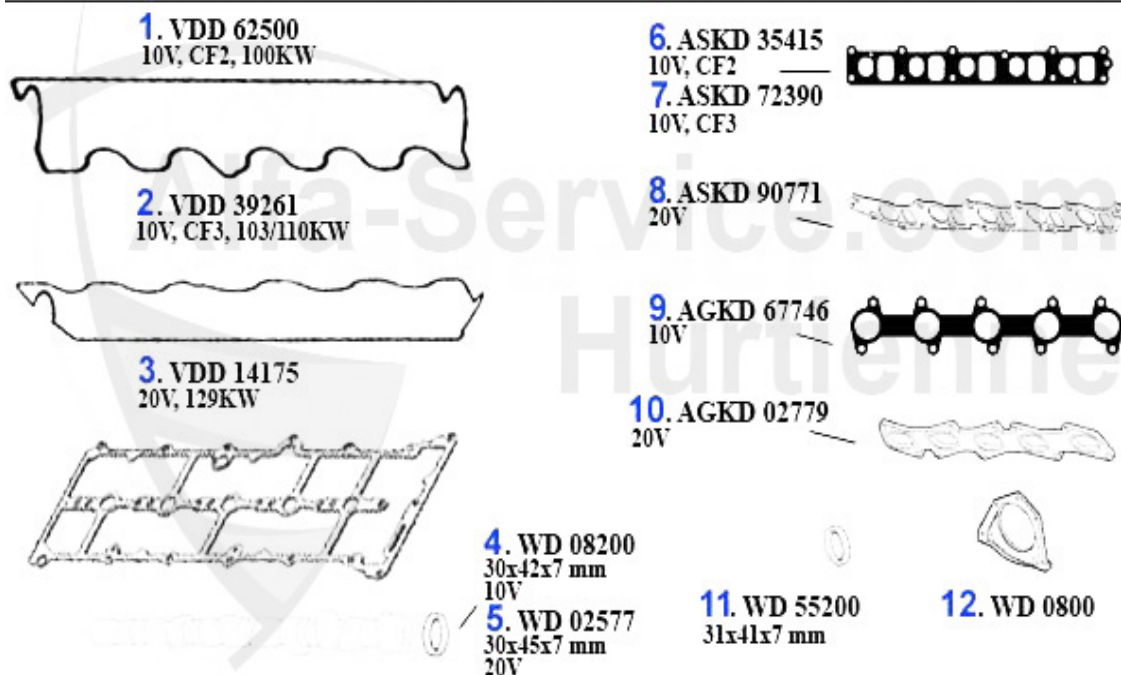 1. VDD 62500
10V, CF2, 100KW
2. VDD 39261
10V, CF3, 103/110KW
3. VDD 14175
20V, 129KW
4. WD 08200
30x42x7 mm
10V
5. WD 02577
30x45x7 mm
20V
6. ASKD 35415
10V, CF2
7. ASKD 72390
10V, CF3
8. ASKD 90771
20V
9. AGKD 67746
10V
10. AGKD 02779
20V
11. WD 55200
31x41x7 mm
12. WD 0800
Alfa-Service.com
Hurtienne